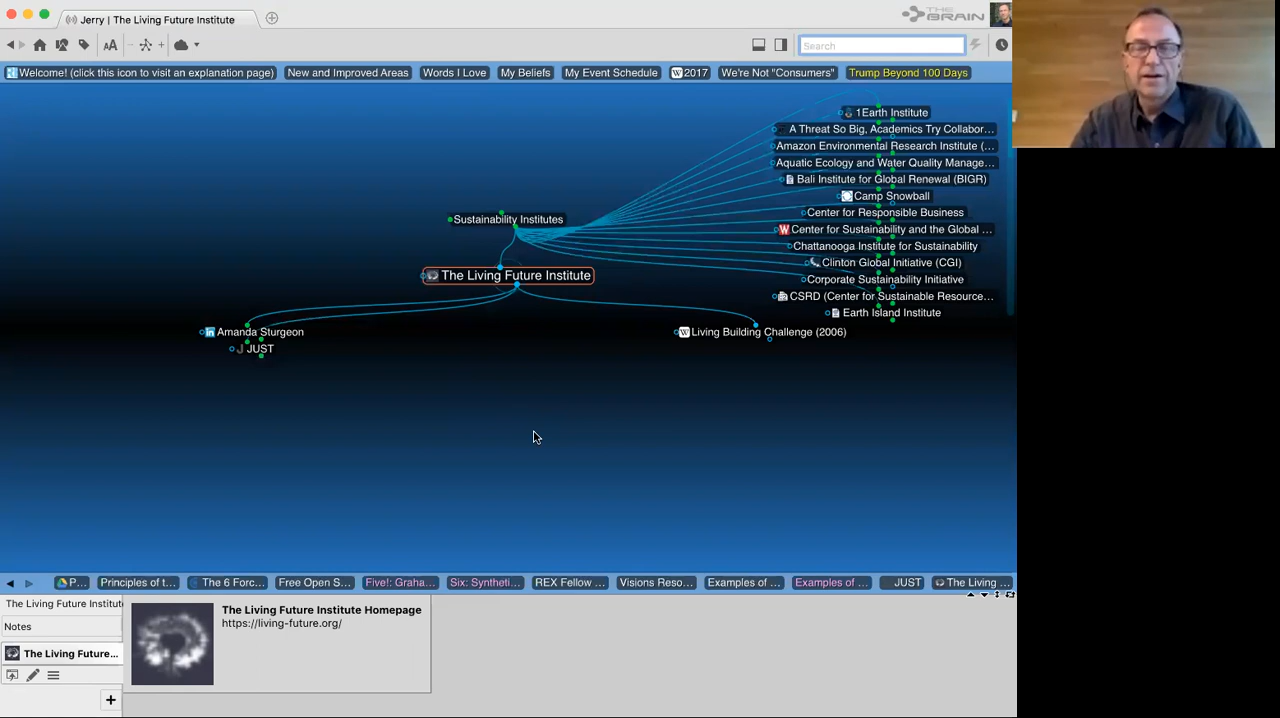 Jerry | The Living Future Institute
THE BRAIN
Search
Welcome! (click this icon to visit an explanation page)
New and Improved Areas
Words I Love
My Beliefs
My Event Schedule
W 2017
We're Not "Consumers"
Trump Beyond 100 Days
1Earth Institute
A Threat So Big, Academics Try Collabor...
Amazon Environmental Research Institute (...
Aquatic Ecology and Water Quality Manage...
Bali Institute for Global Renewal (BIGR)
Camp Snowball
Center for Responsible Business
W Center for Sustainability and the Global ...
Chattanooga Institute for Sustainability
Clinton Global Initiative (CGI)
Corporate Sustainability Initiative
CSRD (Center for Sustainable Resource...
Earth Island Institute
Sustainability Institutes
The Living Future Institute
in Amanda Sturgeon
J JUST
W Living Building Challenge (2006)
P...
Principles of t...
The 6 Forc...
Free Open S...
Five!: Graha...
Six: Syntheti...
REX Fellow ...
Visions Reso...
Examples of ...
Examples of ...
JUST
The Living ...
The Living Future Institut
Notes
The Living Future...
The Living Future Institute Homepage
https://living-future.org/